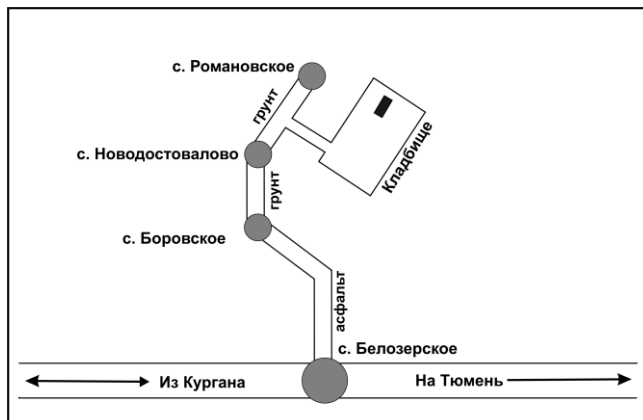 с. Романовское
грунт
с. Новодостовалово
Кладбище
грунт
с. Боровское
асфальт
с. Белозерское
Из Кургана
На Тюмень